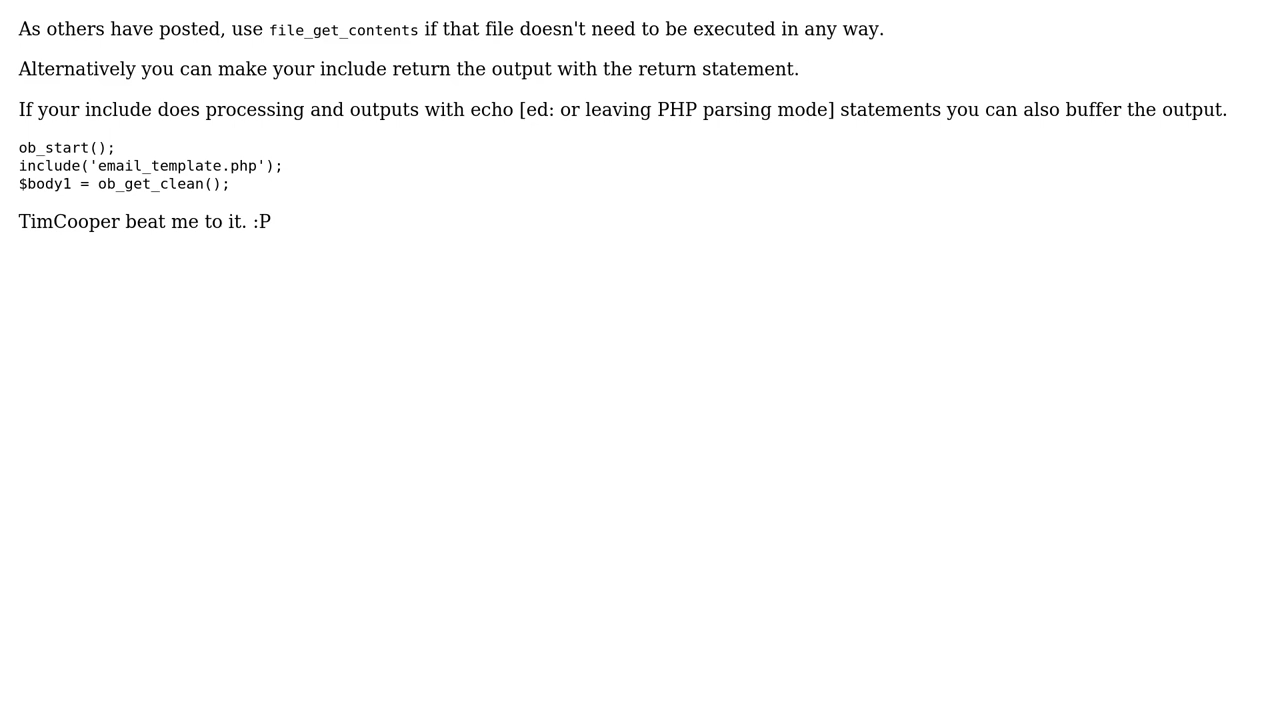 As others have posted, use file_get_contents if that file doesn't need to be executed in any way.
Alternatively you can make your include return the output with the return statement.
If your include does processing and outputs with echo [ed: or leaving PHP parsing mode] statements you can also buffer the output.
ob_start();
include('email_template.php');
$body1 = ob_get_clean();
TimCooper beat me to it. :P